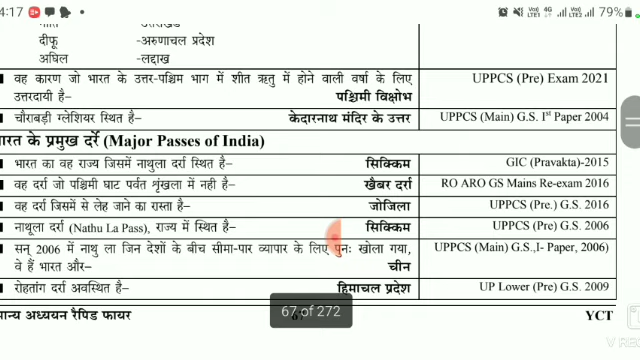 4:17 79%
नीति -उत्तराखण्ड
दीफू -अरुणाचल प्रदेश
अघिल -लद्दाख
▪ वह कारण जो भारत के उत्तर-पश्चिम भाग में शीत ऋतु में होने वाली वर्षा के लिए UPPCS (Pre) Exam 2021
उत्तरदायी है- पश्चिमी विक्षोभ
▪ चौराबड़ी ग्लेशियर स्थित है- केदारनाथ मंदिर के उत्तर UPPCS (Main) G.S. Ist Paper 2004
भारत के प्रमुख दर्रे (Major Passes of India)
▪ भारत का वह राज्य जिसमें नाथुला दर्रा स्थित है- सिक्किम GIC (Pravakta)-2015
▪ वह दर्रा जो पश्चिमी घाट पर्वत शृंखला में नही है- खैबर दर्रा RO ARO GS Mains Re-exam 2016
▪ वह दर्रा जिसमें से लेह जाने का रास्ता है- जोजिला UPPCS (Pre.) G.S. 2016
▪ नाथूला दर्रा (Nathu La Pass), राज्य में स्थित है- सिक्किम UPPCS (Pre) G.S. 2006
▪ सन् 2006 में नाथु ला जिन देशों के बीच सीमा-पार व्यापार के लिए पुनः खोला गया, UPPCS (Main) G.S.,I- Paper, 2006)
वे हैं भारत और- चीन
▪ रोहतांग दर्रा अवस्थित है- हिमाचल प्रदेश UP Lower (Pre) G.S. 2009
67 of 272
सामान्य अध्ययन रैपिड फायर 67 YCT